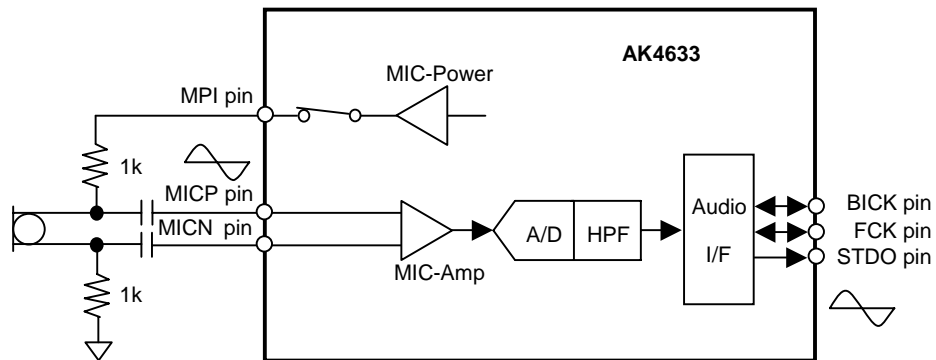 AK4633
MIC-Power
MPI pin
1k
MICP pin
MICN pin
MIC-Amp
A/D
HPF
Audio
I/F
BICK pin
FCK pin
STDO pin
1k